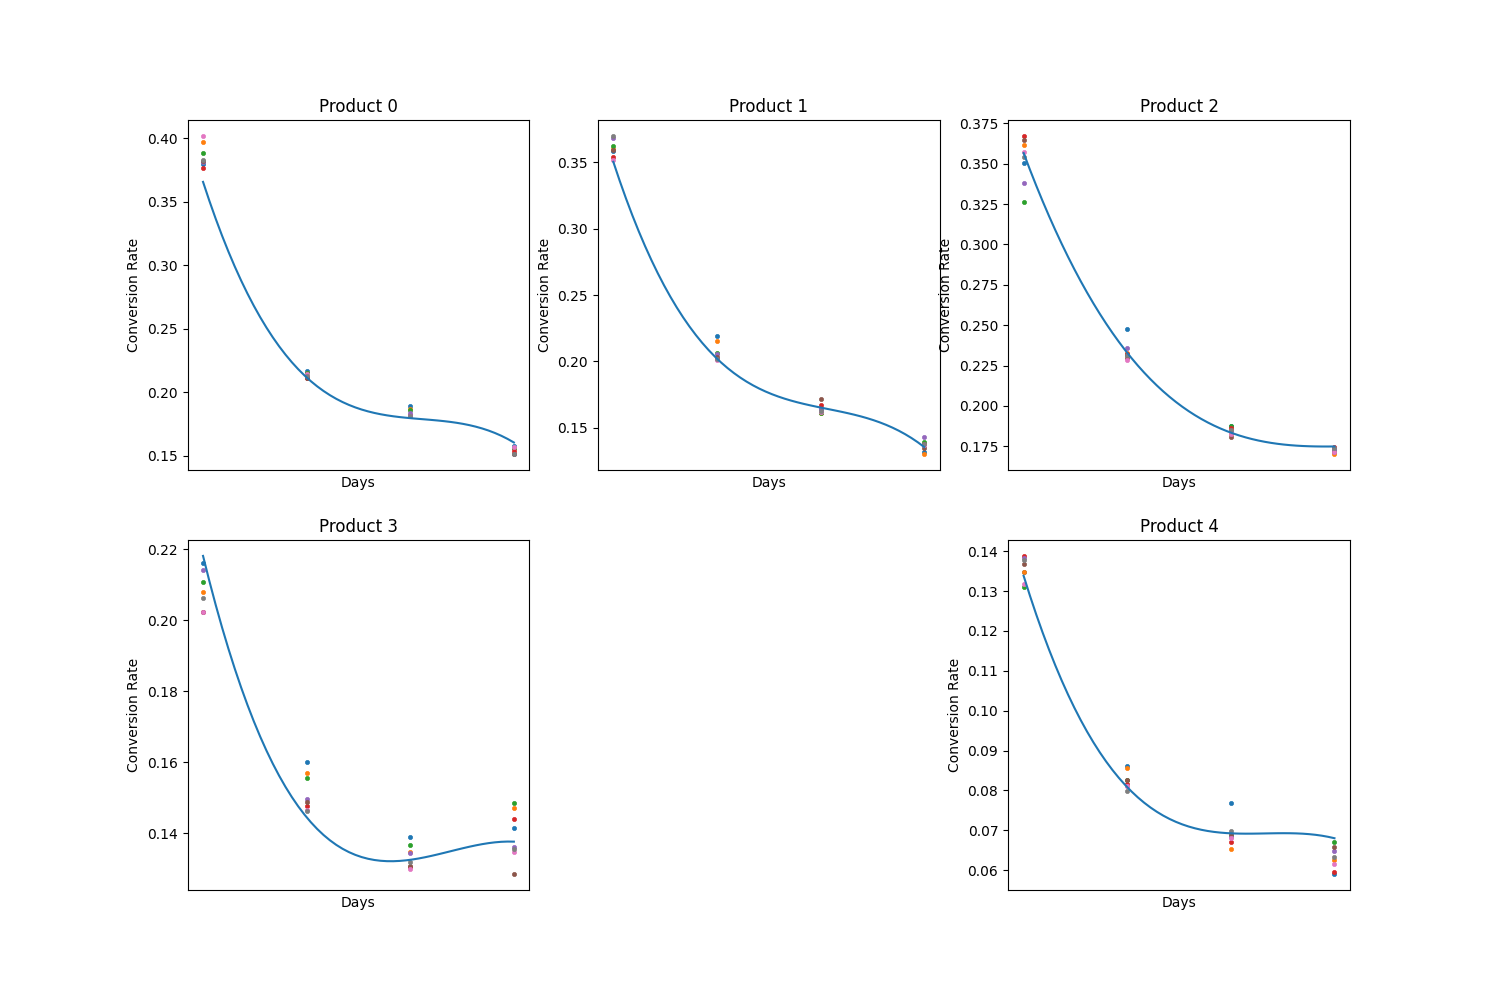 Product 0
0.40
0.35
0.30
0.25
0.20
0.15
Conversion Rate
Days
Product 1
0.35
0.30
0.25
0.20
0.15
Conversion Rate
Days
Product 2
0.375
0.350
0.325
0.300
0.275
0.250
0.225
0.200
0.175
Conversion Rate
Days
Product 3
0.22
0.20
0.18
0.16
0.14
Conversion Rate
Days
Product 4
0.14
0.13
0.12
0.11
0.10
0.09
0.08
0.07
0.06
Conversion Rate
Days